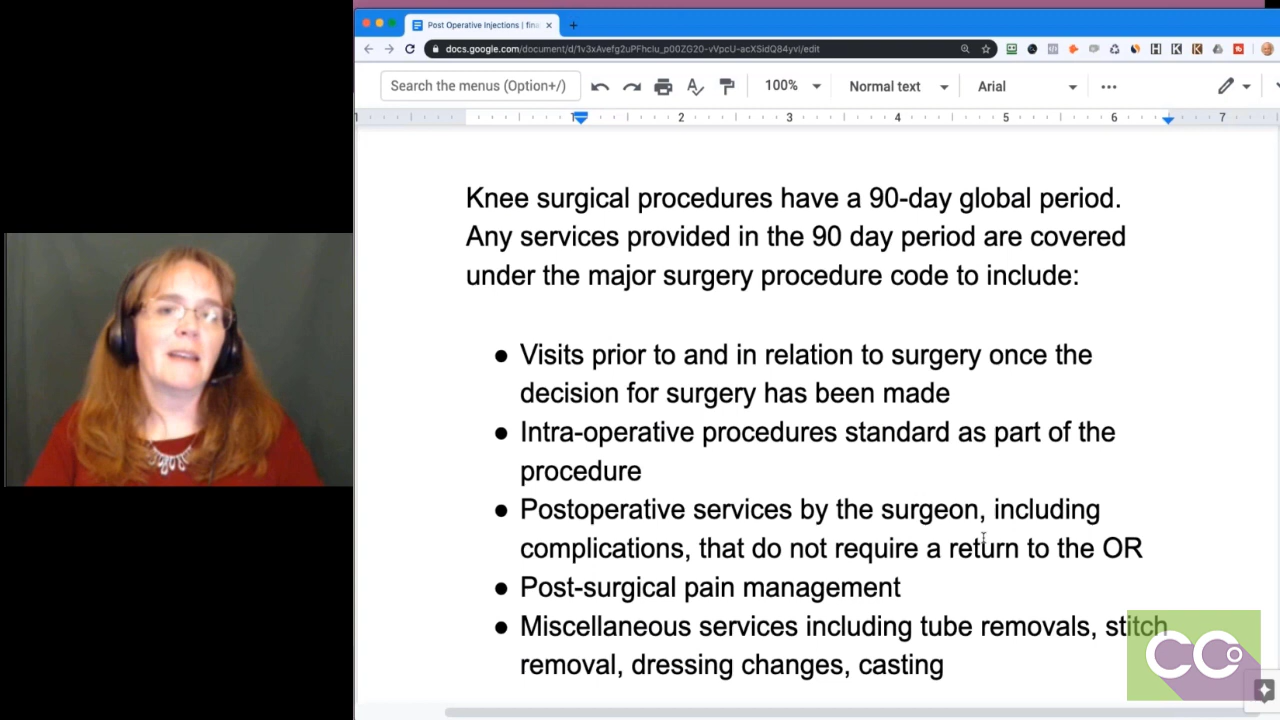 Post Operative Injections | fina
docs.google.com/document/d/1v3xAvefg2uPFhclu_p00ZG20-vVpcU-acXSidQ84yvI/edit
Search the menus (Option+/)
100%
Normal text
Arial
1 1 2 3 4 5 6 7
Knee surgical procedures have a 90-day global period.
Any services provided in the 90 day period are covered
under the major surgery procedure code to include:
● Visits prior to and in relation to surgery once the
decision for surgery has been made
● Intra-operative procedures standard as part of the
procedure
● Postoperative services by the surgeon, including
complications, that do not require a return to the OR
● Post-surgical pain management
● Miscellaneous services including tube removals, stitch
removal, dressing changes, casting
CCo